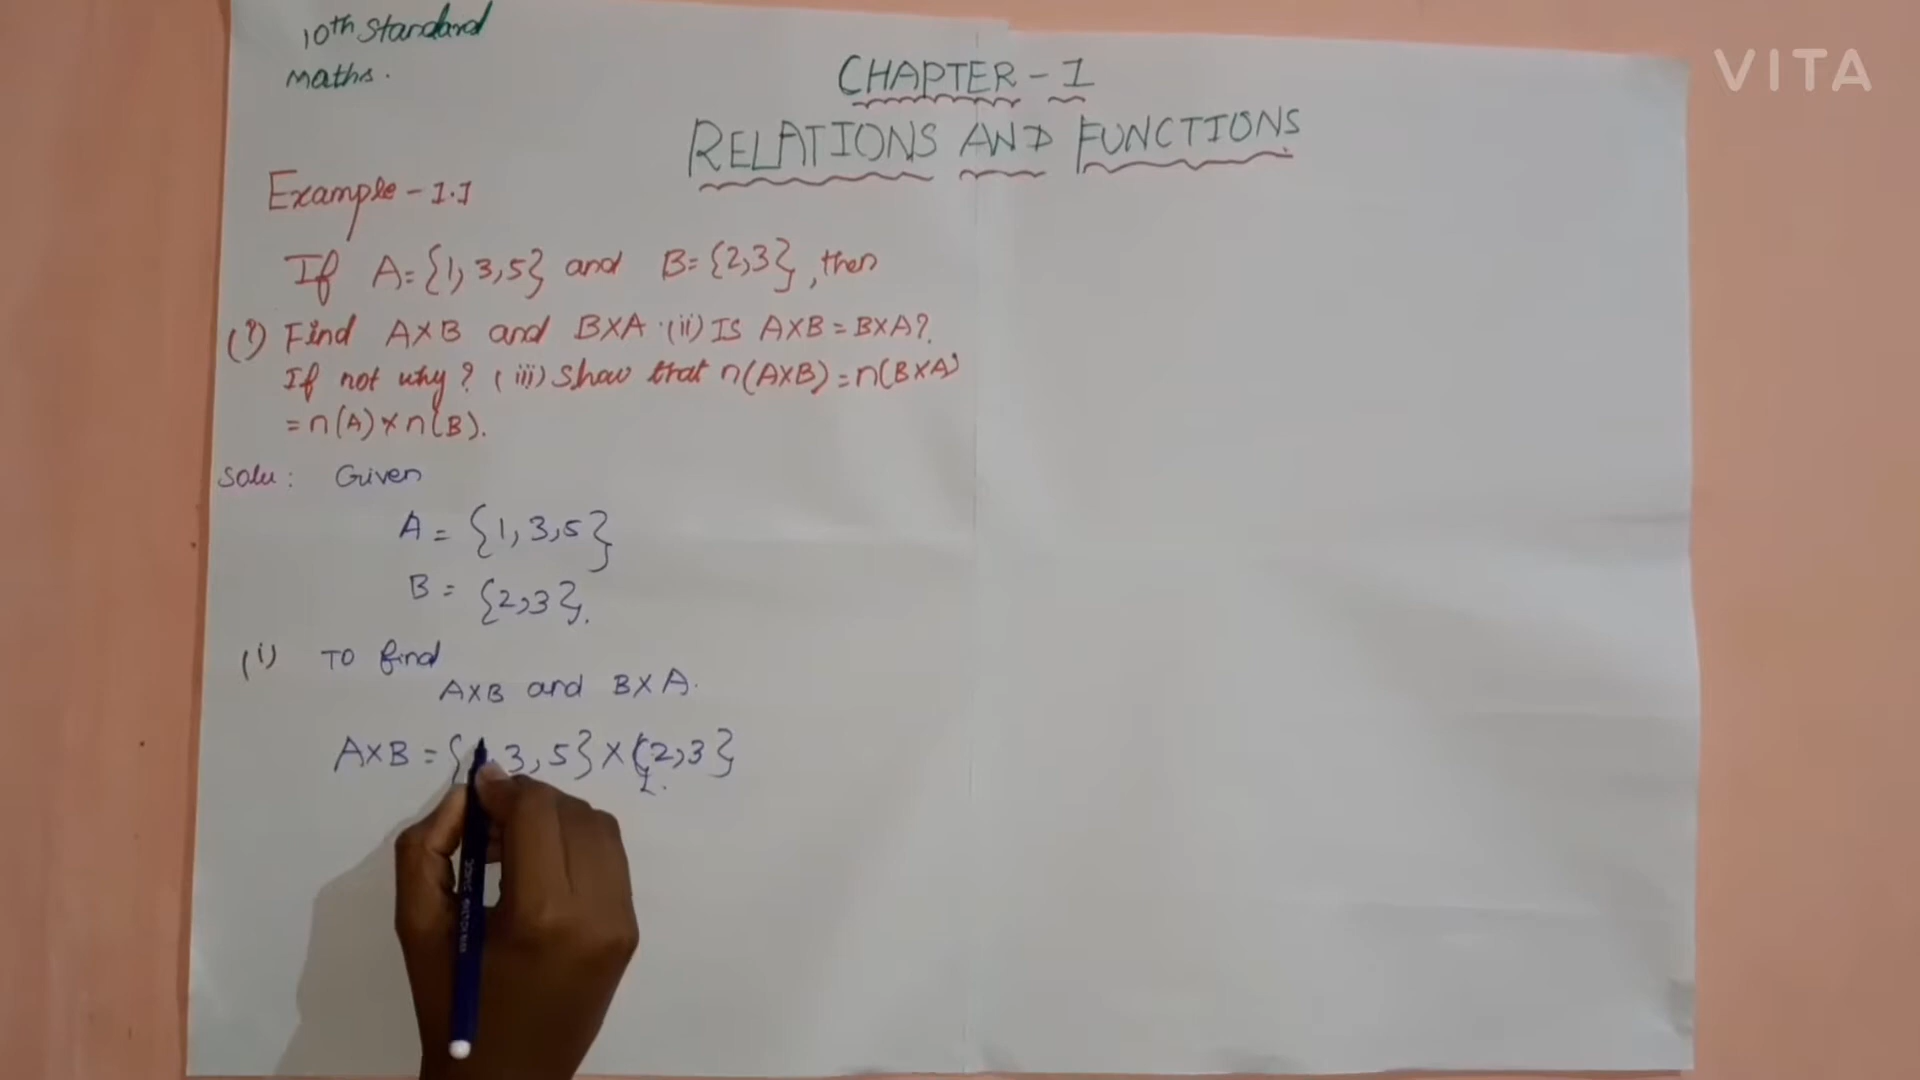 10th Standard
Maths.
VITA
CHAPTER - 1
RELATIONS AND FUNCTIONS
Example - 1.1
If A = {1, 3, 5} and B = {2, 3}, then
(i) Find A×B and B×A. (ii) Is A×B = B×A?
If not why? (iii) Show that n(A×B) = n(B×A)
= n(A) × n(B).
Solu: Given
A = {1, 3, 5}
B = {2, 3}.
(i) To find
A×B and B×A.
A×B = { 3, 5} × {2, 3}